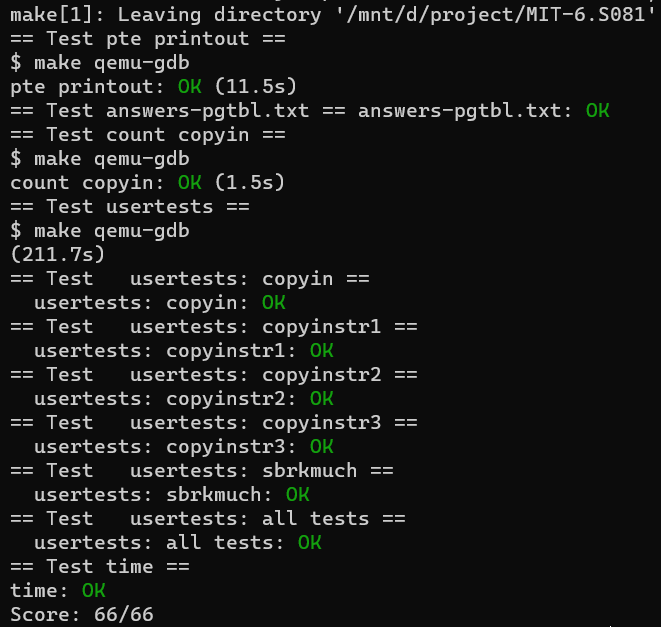 make[1]: Leaving directory '/mnt/d/project/MIT-6.S081'
== Test pte printout ==
$ make qemu-gdb
pte printout: OK (11.5s)
== Test answers-pgtbl.txt == answers-pgtbl.txt: OK
== Test count copyin ==
$ make qemu-gdb
count copyin: OK (1.5s)
== Test usertests ==
$ make qemu-gdb
(211.7s)
== Test   usertests: copyin ==
  usertests: copyin: OK
== Test   usertests: copyinstr1 ==
  usertests: copyinstr1: OK
== Test   usertests: copyinstr2 ==
  usertests: copyinstr2: OK
== Test   usertests: copyinstr3 ==
  usertests: copyinstr3: OK
== Test   usertests: sbrkmuch ==
  usertests: sbrkmuch: OK
== Test   usertests: all tests ==
  usertests: all tests: OK
== Test time ==
time: OK
Score: 66/66